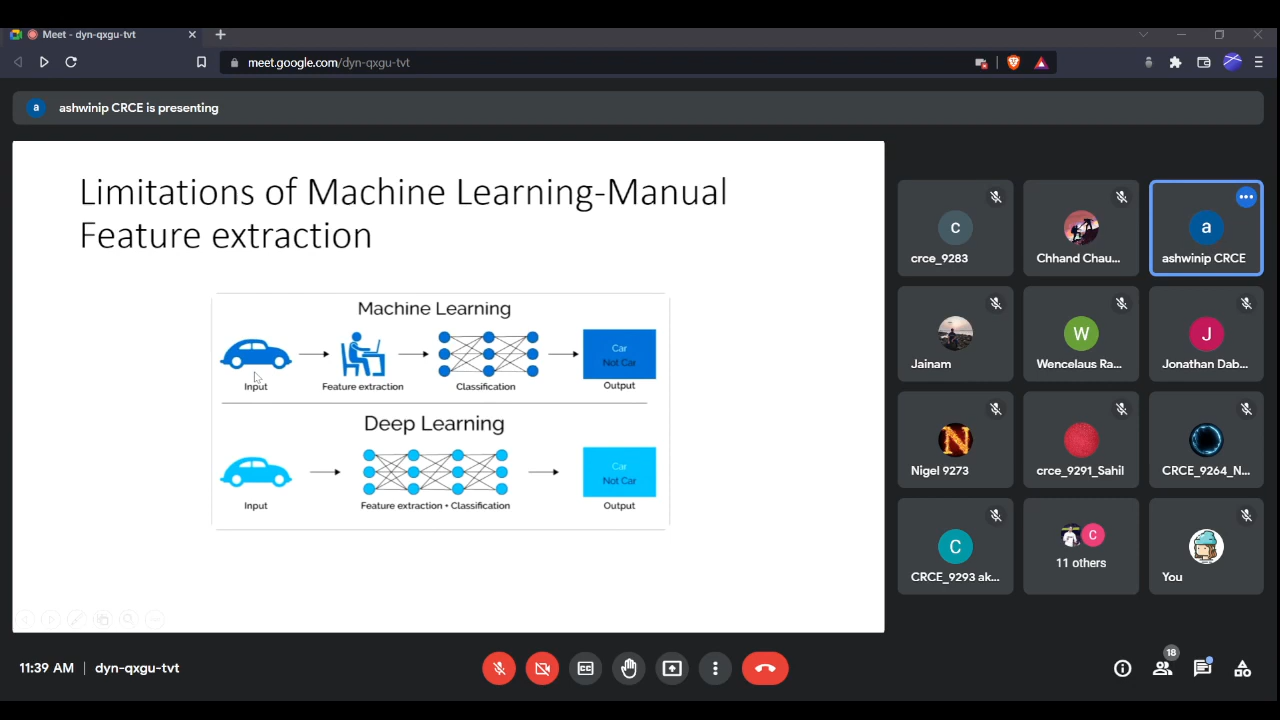 Meet - dyn-qxgu-tvt
meet.google.com/dyn-qxgu-tvt
a
ashwinip CRCE is presenting
Limitations of Machine Learning-Manual
Feature extraction
Machine Learning
Input
Feature extraction
Classification
Car
Not Car
Output
Deep Learning
Input
Feature extraction + Classification
Car
Not Car
Output
c
crce_9283
Chhand Chau...
a
ashwinip CRCE
Jainam
W
Wencelaus Ra...
J
Jonathan Dab...
N
Nigel 9273
crce_9291_Sahil
CRCE_9264_N...
C
CRCE_9293 ak...
C
11 others
You
11:39 AM
dyn-qxgu-tvt
18